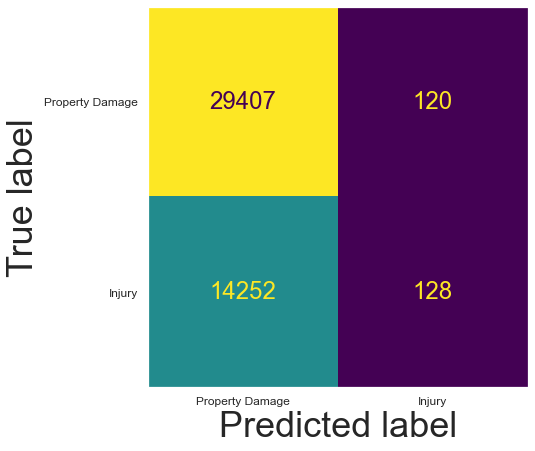 True label
Property Damage
29407
120
Injury
14252
128
Property Damage
Injury
Predicted label